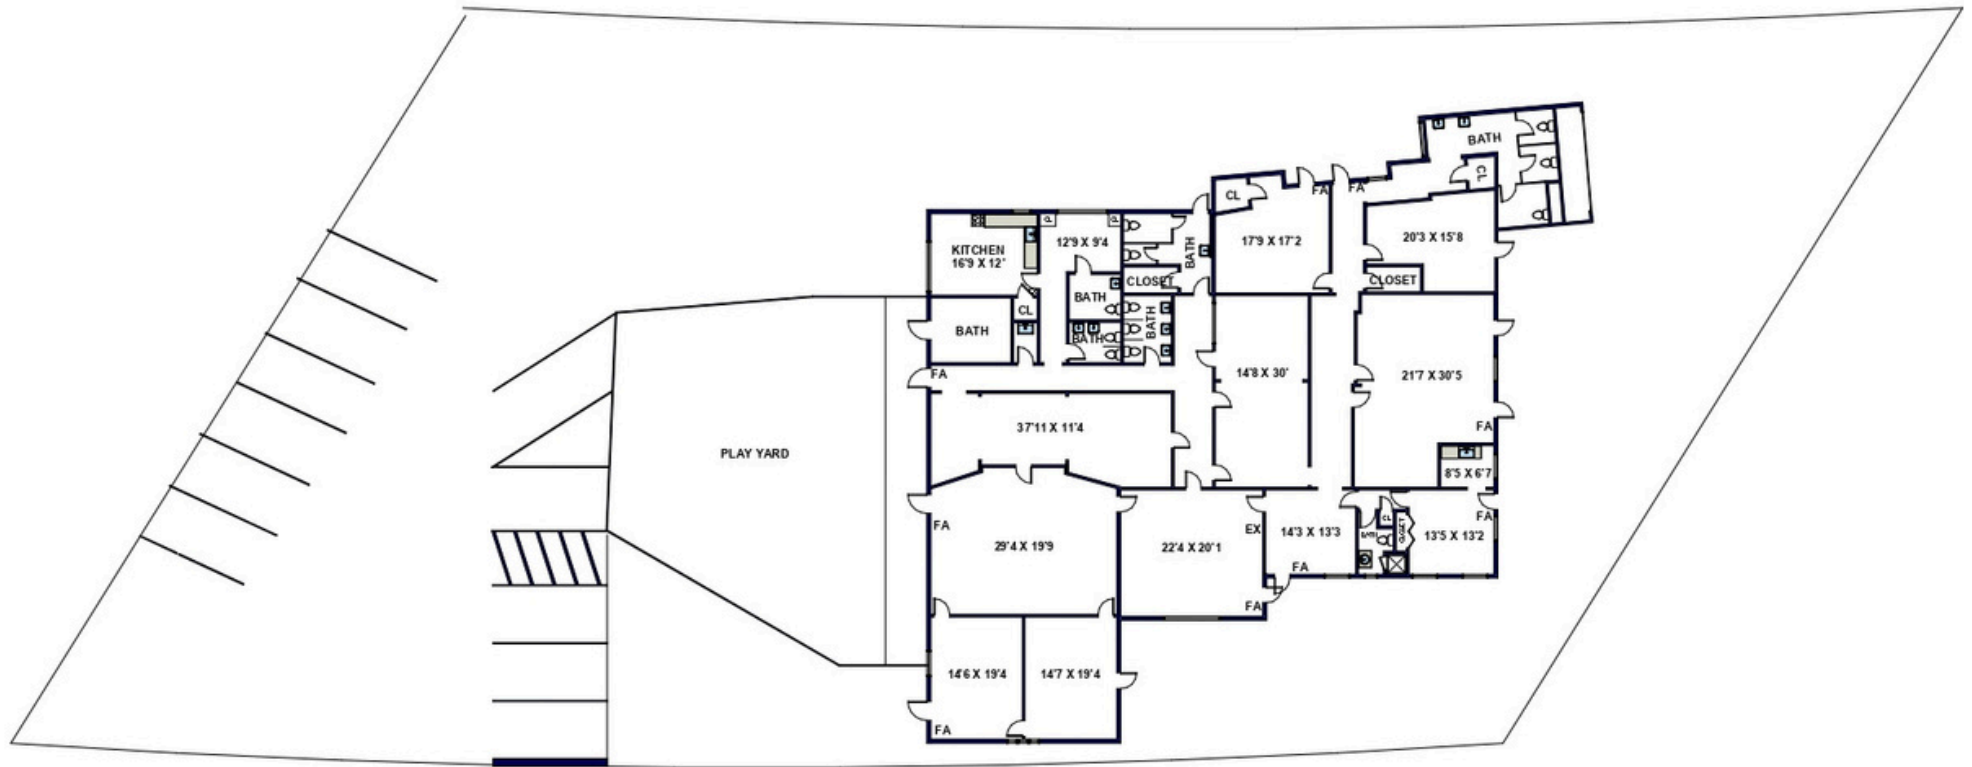 BATH
CL
CL
FA
FA
KITCHEN
16'9 X 12'
P
P
12'9 X 9'4
BATH
17'9 X 17'2
20'3 X 15'8
CLOSET
CLOSET
BATH
CL
BATH
BATH
BATH
FA
14'8 X 30'
21'7 X 30'5
37'11 X 11'4
FA
PLAY YARD
8'5 X 6'7
FA
EX
FA
CL
CLOSET
BATH
29'4 X 19'9
22'4 X 20'1
14'3 X 13'3
13'5 X 13'2
FA
FA
14'6 X 19'4
14'7 X 19'4
FA